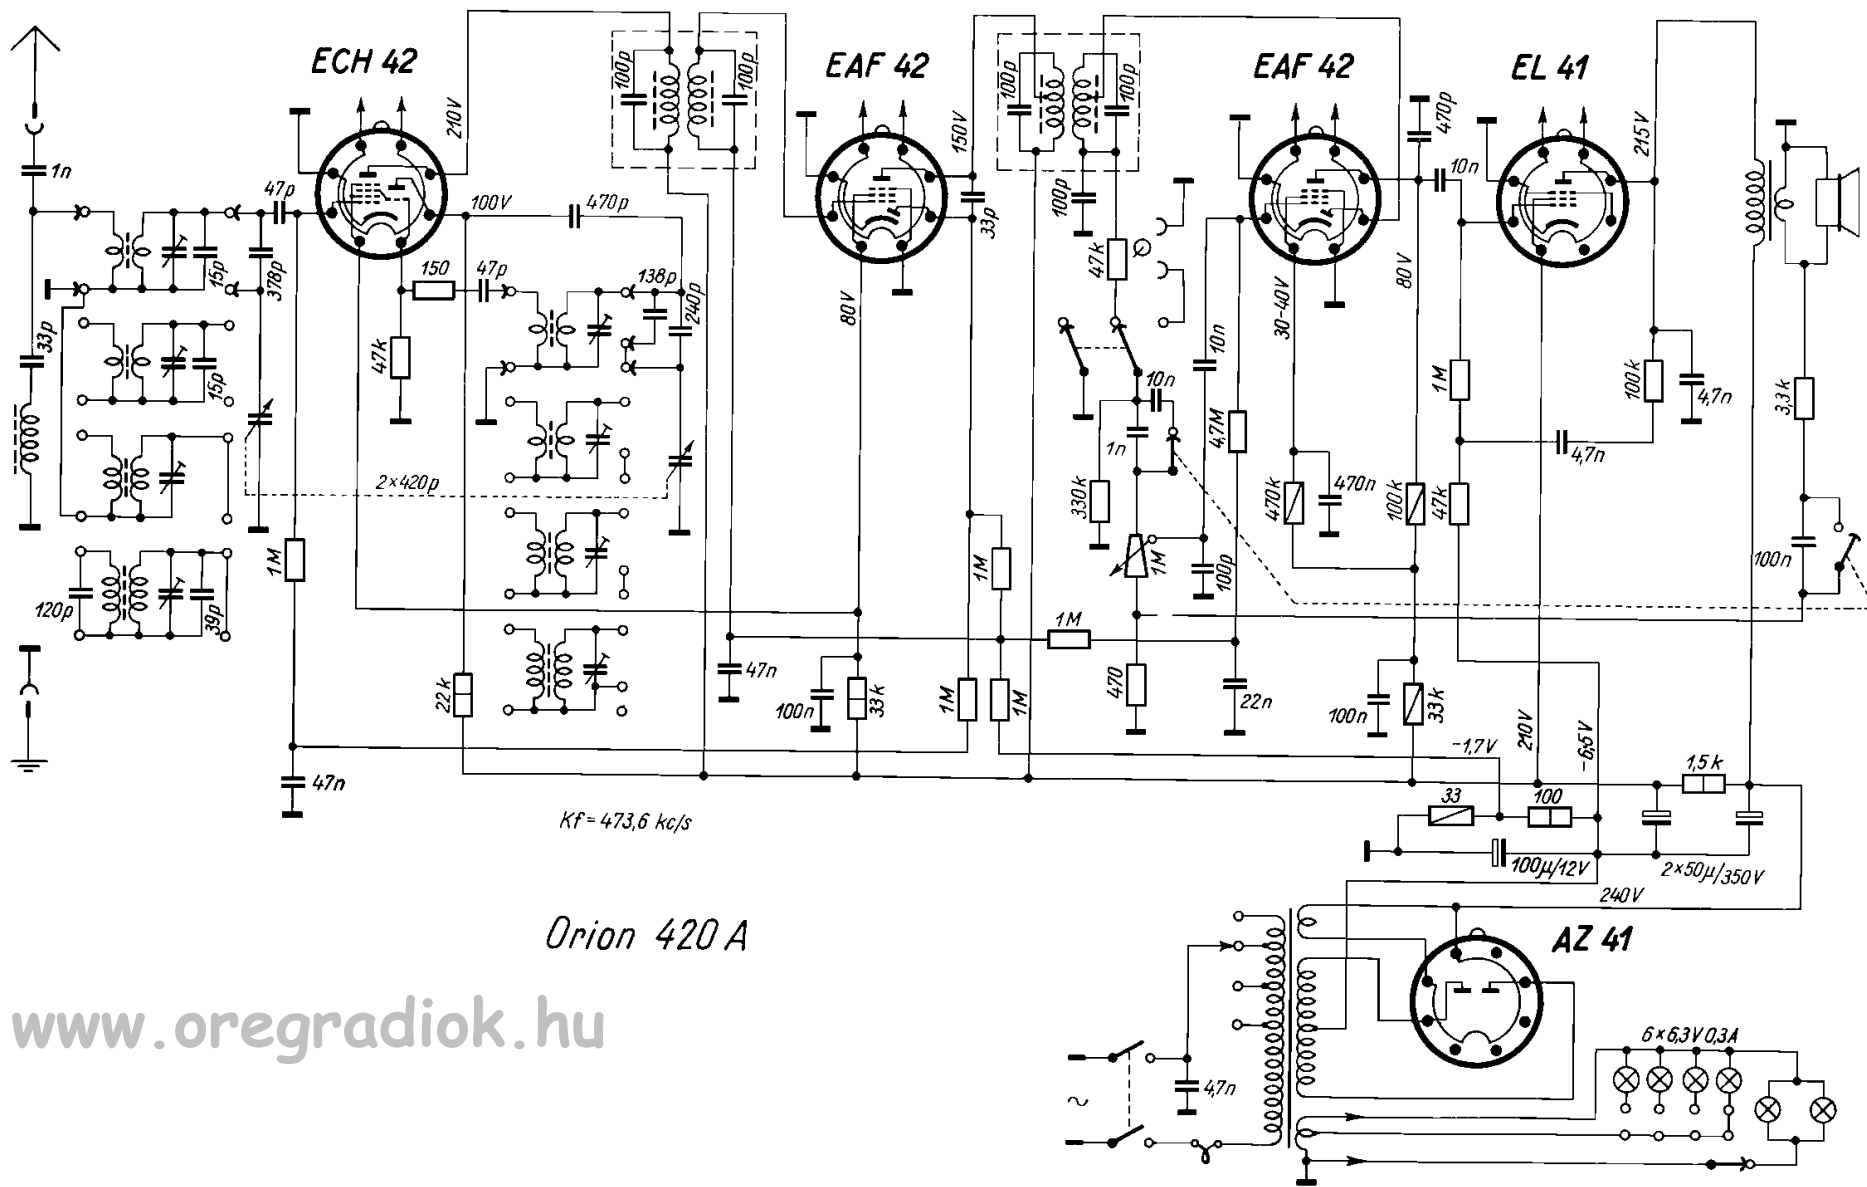 ECH 42
EAF 42
EAF 42
EL 41
210V
100p
100p
150V
100p
100p
470p
215V
1n
47p
100V
470p
33p
100p
10n
15p
378p
150
47p
138p
240p
80V
47k
30-40V
80V
33p
15p
47k
10n
10n
1n
4,7M
1M
100k
4,7n
3,3k
2×420p
4,7n
330k
470k
470n
100k
47k
1M
1M
1M
100p
100n
120p
39p
1M
22k
47n
100n
33k
1M
1M
470
22n
100n
33k
-1,7V
210V
-6,5V
1,5k
47n
Kf = 473,6 kc/s
33
100
100µ/12V
2×50µ/350V
240V
Orion 420 A
AZ 41
www.oregradiok.hu
6×6,3V 0,3A
4,7n
~